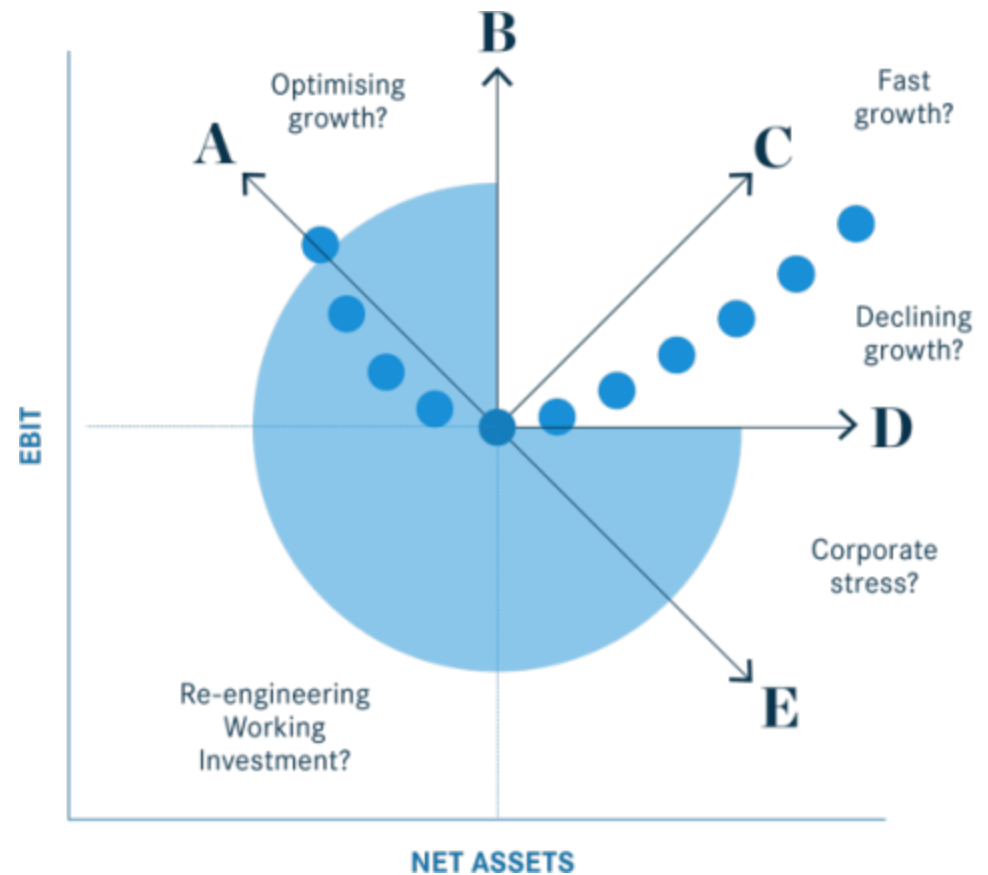 B
Optimising
growth?
Fast
growth?
A
C
Declining
growth?
D
EBIT
Corporate
stress?
E
Re-engineering
Working
Investment?
NET ASSETS